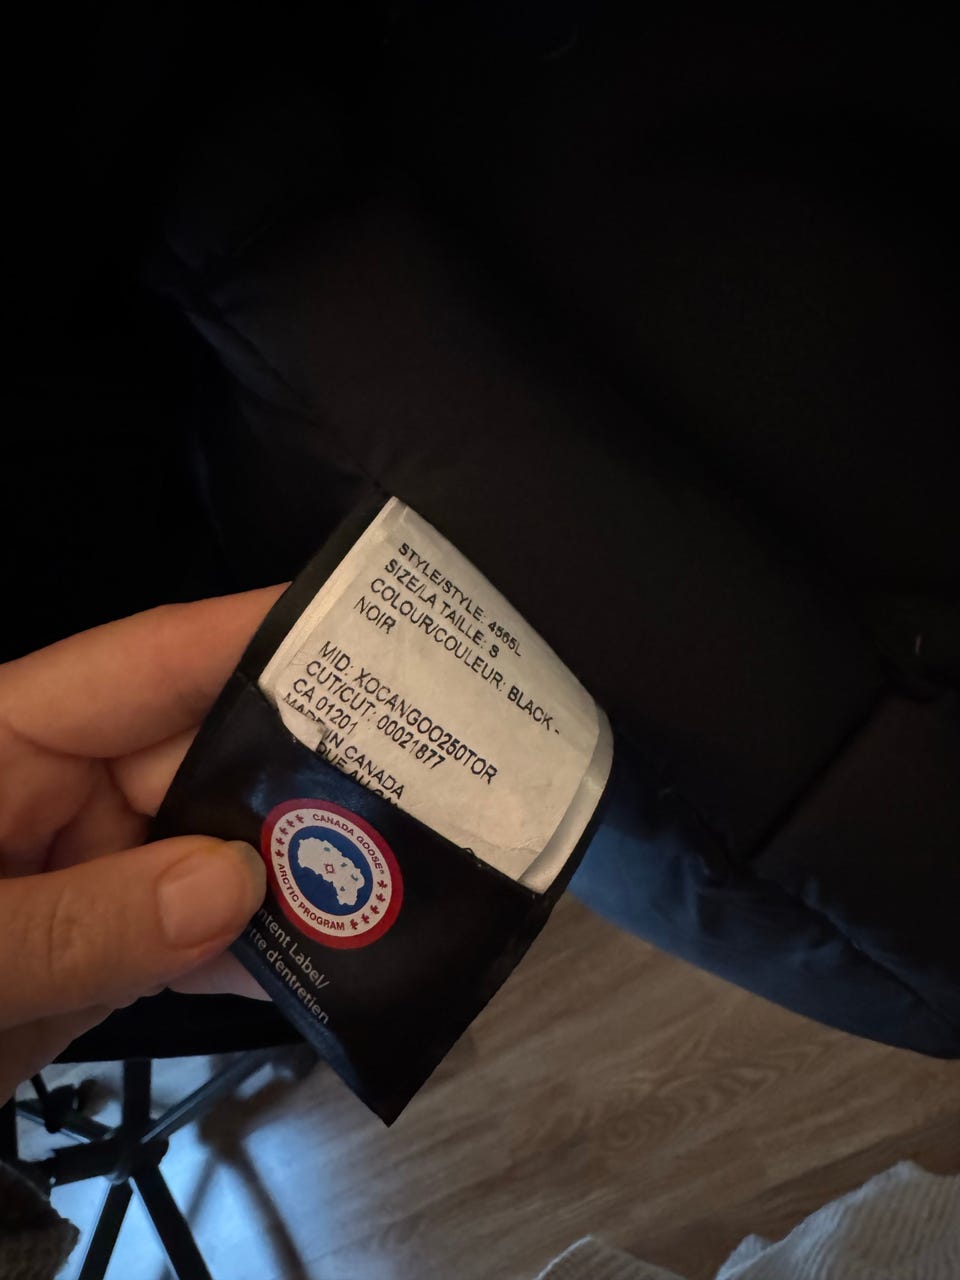 STYLE/STYLE: 4565L
SIZE/LA TAILLE: S
COLOUR/COULEUR: BLACK -
NOIR
MID: XOCANGOO250TOR
CUT/CUT: 00021877
CA 01201
MADE IN CANADA
CANADA GOOSE®
ARCTIC PROGRAM
ntent Label/
d'entretien